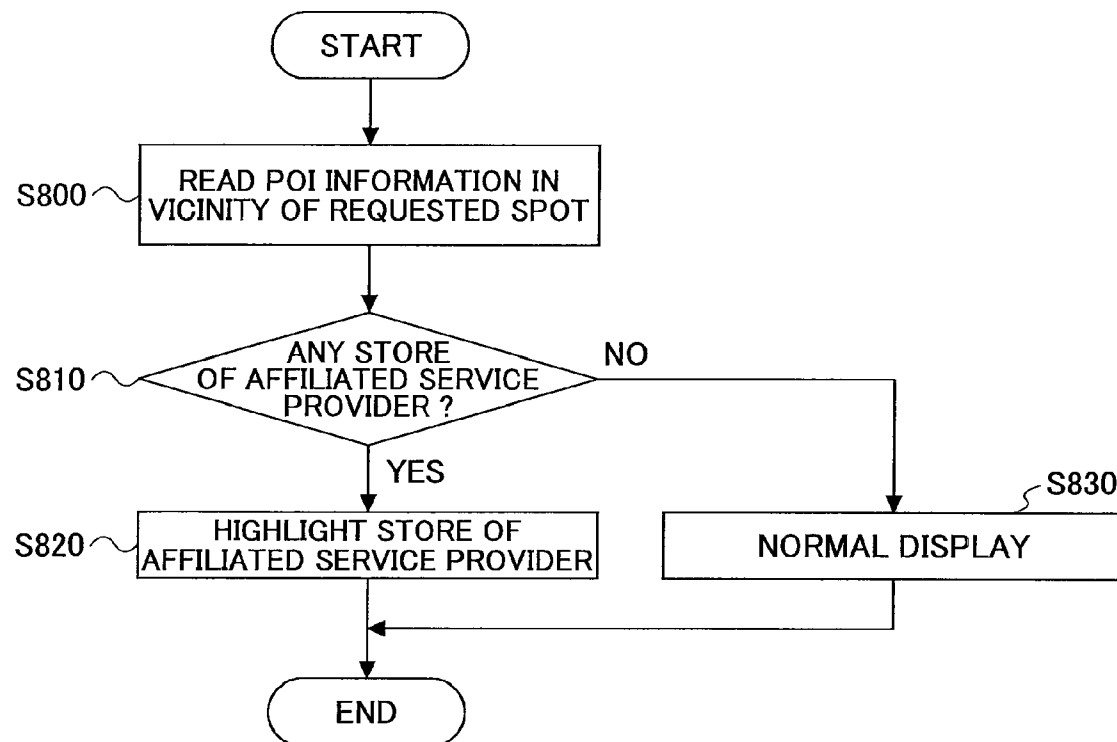 START
S800
READ POI INFORMATION IN
VICINITY OF REQUESTED SPOT
S810
ANY STORE
OF AFFILIATED SERVICE
PROVIDER ?
NO
YES
S820
HIGHLIGHT STORE OF
AFFILIATED SERVICE PROVIDER
S830
NORMAL DISPLAY
END